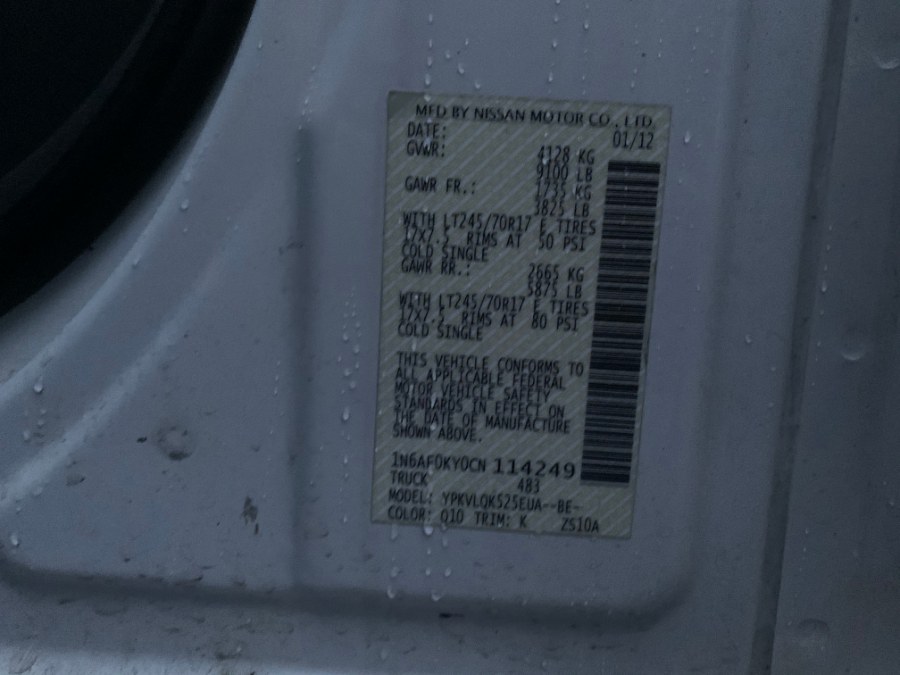 MFD BY NISSAN MOTOR CO., LTD.
DATE: 01/12
GVWR: 4128 KG
9100 LB
GAWR FR.: 1735 KG
3825 LB
WITH LT245/70R17 E TIRES
17X7.5 RIMS AT 50 PSI
COLD SINGLE
GAWR RR.: 2665 KG
5875 LB
WITH LT245/70R17 E TIRES
17X7.5 RIMS AT 80 PSI
COLD SINGLE
THIS VEHICLE CONFORMS TO
ALL APPLICABLE FEDERAL
MOTOR VEHICLE SAFETY
STANDARDS IN EFFECT ON
THE DATE OF MANUFACTURE
SHOWN ABOVE.
1N6AF0KY0CN 114249
TRUCK 483
MODEL: YPKVLQK525EUA--BE-
COLOR: Q10 TRIM: K ZS10A